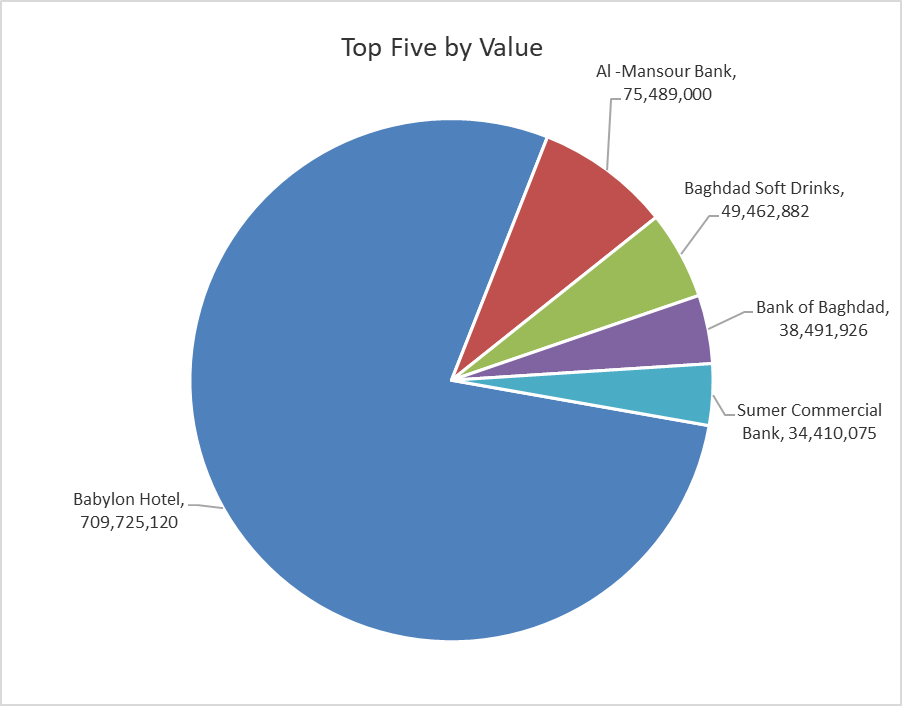 Top Five by Value
Al -Mansour Bank,
75,489,000
Baghdad Soft Drinks,
49,462,882
Bank of Baghdad,
38,491,926
Sumer Commercial
Bank, 34,410,075
Babylon Hotel,
709,725,120